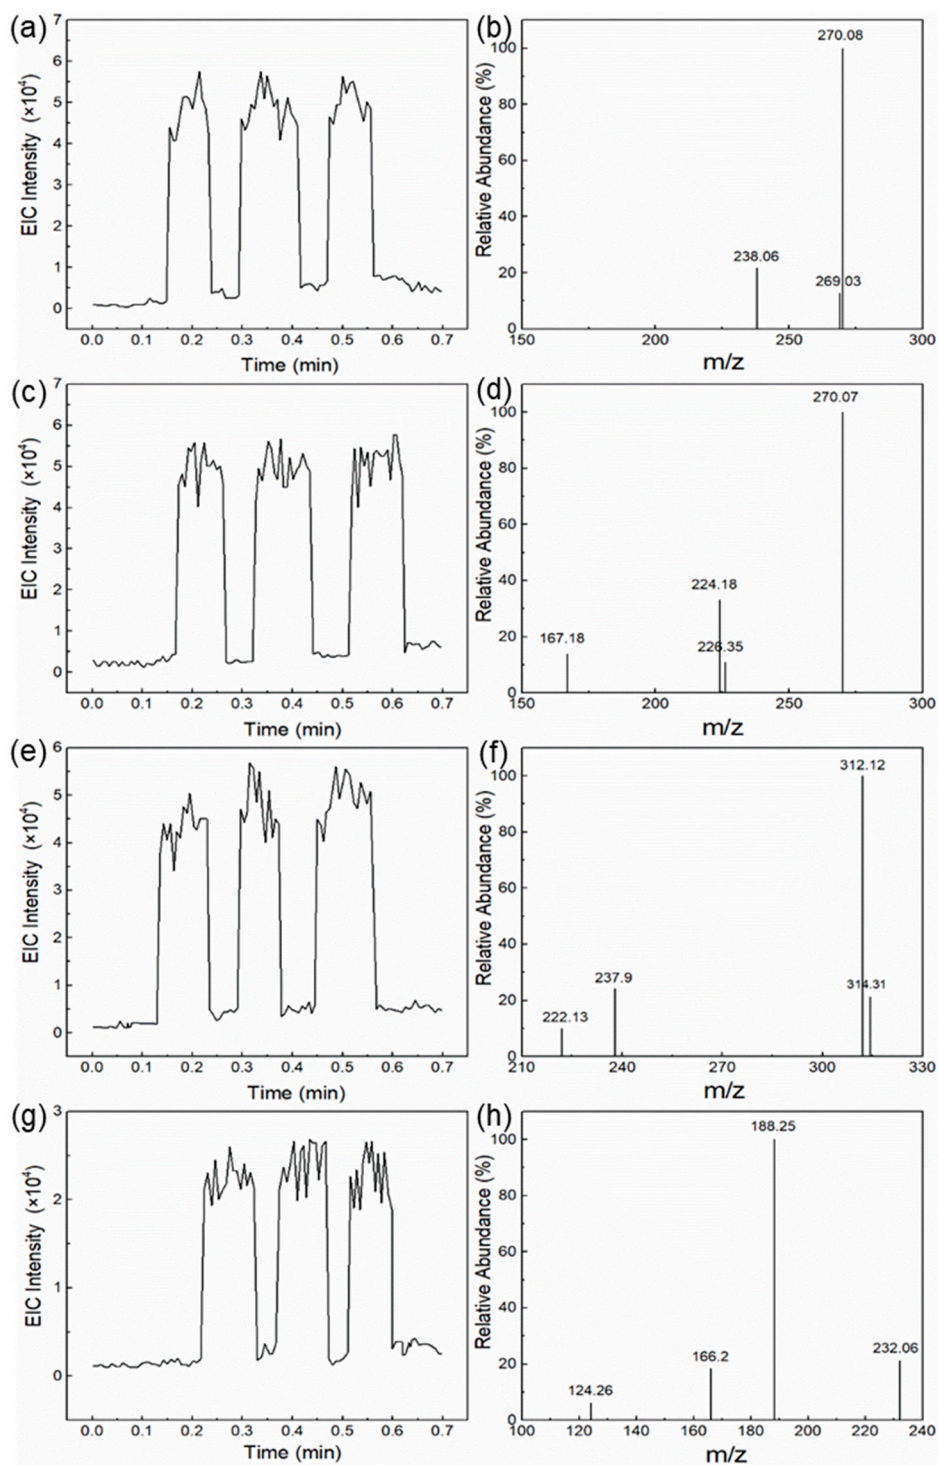 (a)
7
6
5
4
3
2
1
0
EIC Intensity (×10⁴)
0.0 0.1 0.2 0.3 0.4 0.5 0.6 0.7
Time (min)
(b)
100
80
60
40
20
0
Relative Abundance (%)
270.08
238.06
269.03
150 200 250 300
m/z
(c)
7
6
5
4
3
2
1
0
EIC Intensity (×10⁴)
0.0 0.1 0.2 0.3 0.4 0.5 0.6 0.7
Time (min)
(d)
100
80
60
40
20
0
Relative Abundance (%)
270.07
224.18
226.35
167.18
150 200 250 300
m/z
(e)
6
5
4
3
2
1
0
EIC Intensity (×10⁴)
0.0 0.1 0.2 0.3 0.4 0.5 0.6 0.7
Time (min)
(f)
100
80
60
40
20
0
Relative Abundance (%)
312.12
314.31
237.9
222.13
210 240 270 300 330
m/z
(g)
3
2
1
0
EIC Intensity (×10⁴)
0.0 0.1 0.2 0.3 0.4 0.5 0.6 0.7
Time (min)
(h)
100
80
60
40
20
0
Relative Abundance (%)
188.25
232.06
166.2
124.26
100 120 140 160 180 200 220 240
m/z